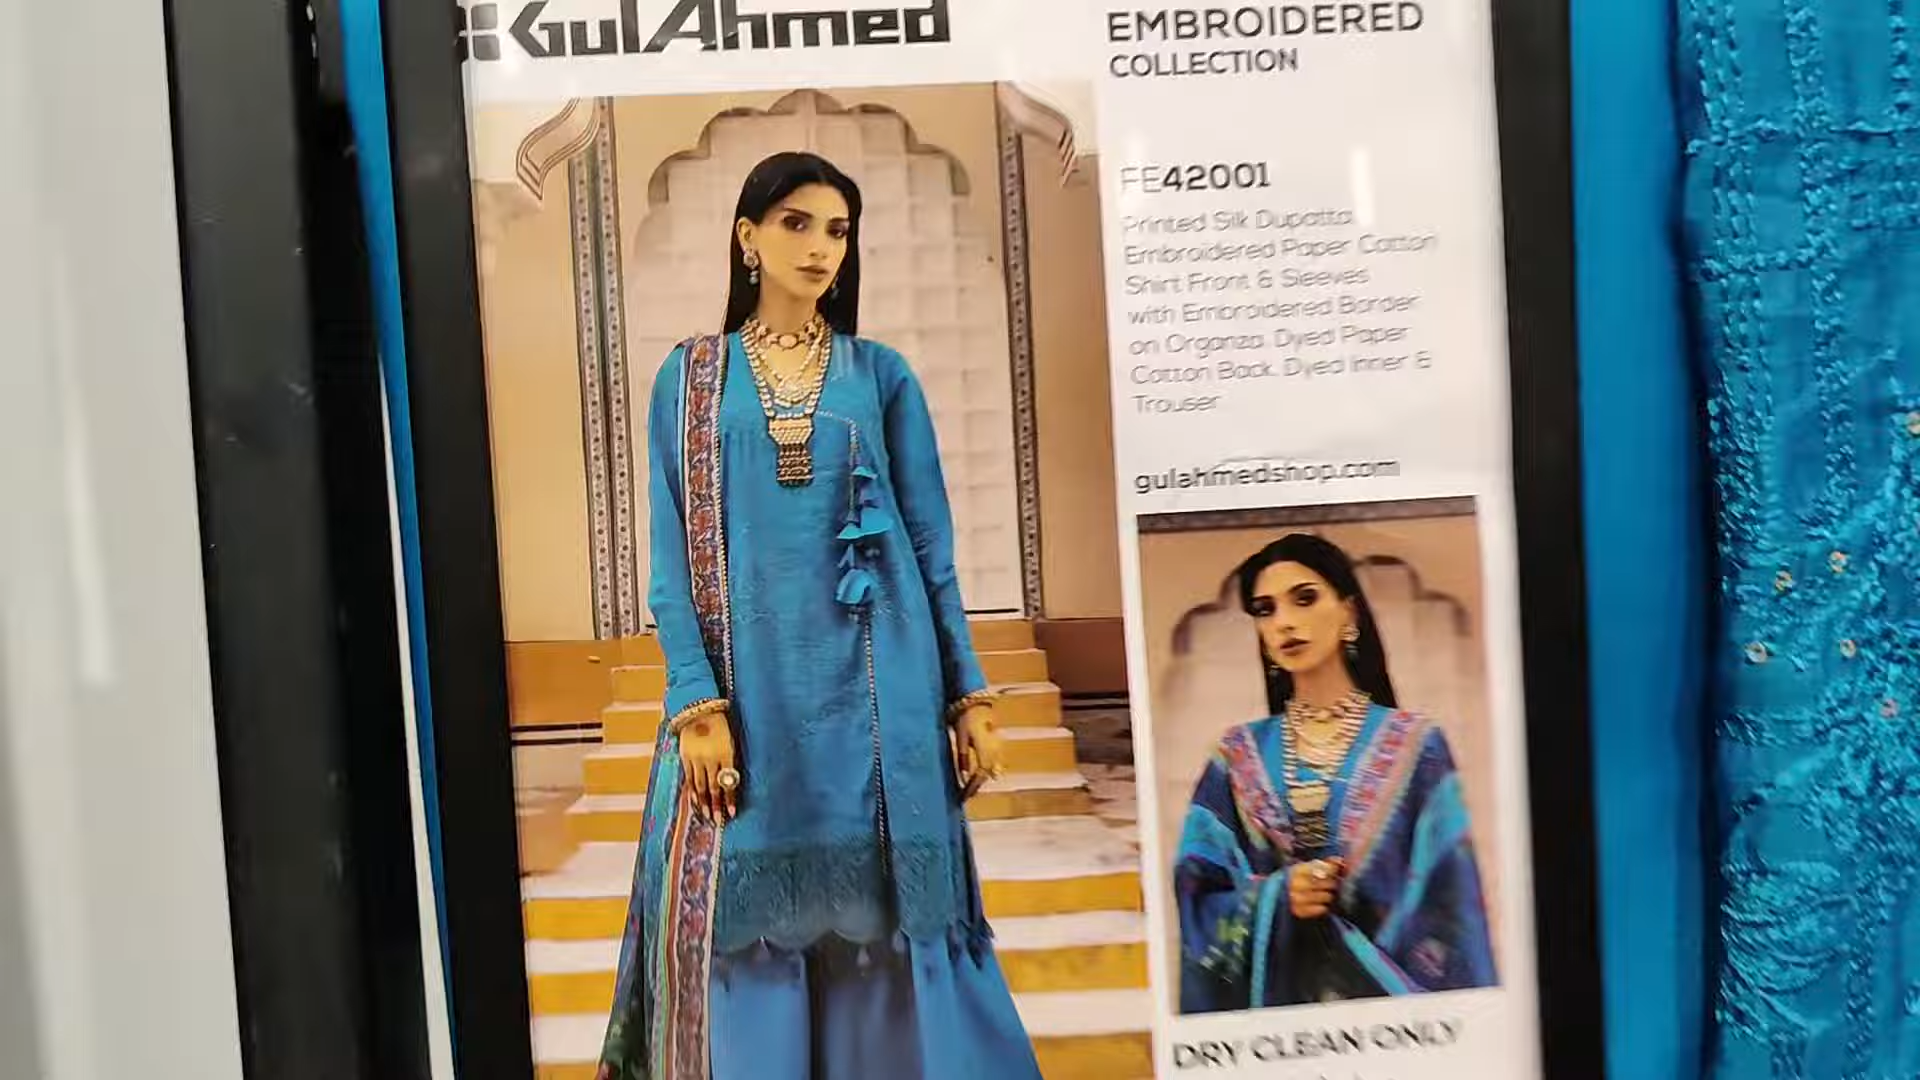 GulAhmed
EMBROIDERED
COLLECTION
FE42001
Printed Silk Dupatta
Embroidered Paper Cotton
Shirt Front & Sleeves
with Embroidered Border
on Organza, Dyed Paper
Cotton Back, Dyed Inner &
Trouser
gulahmedshop.com
DRY CLEAN ONLY